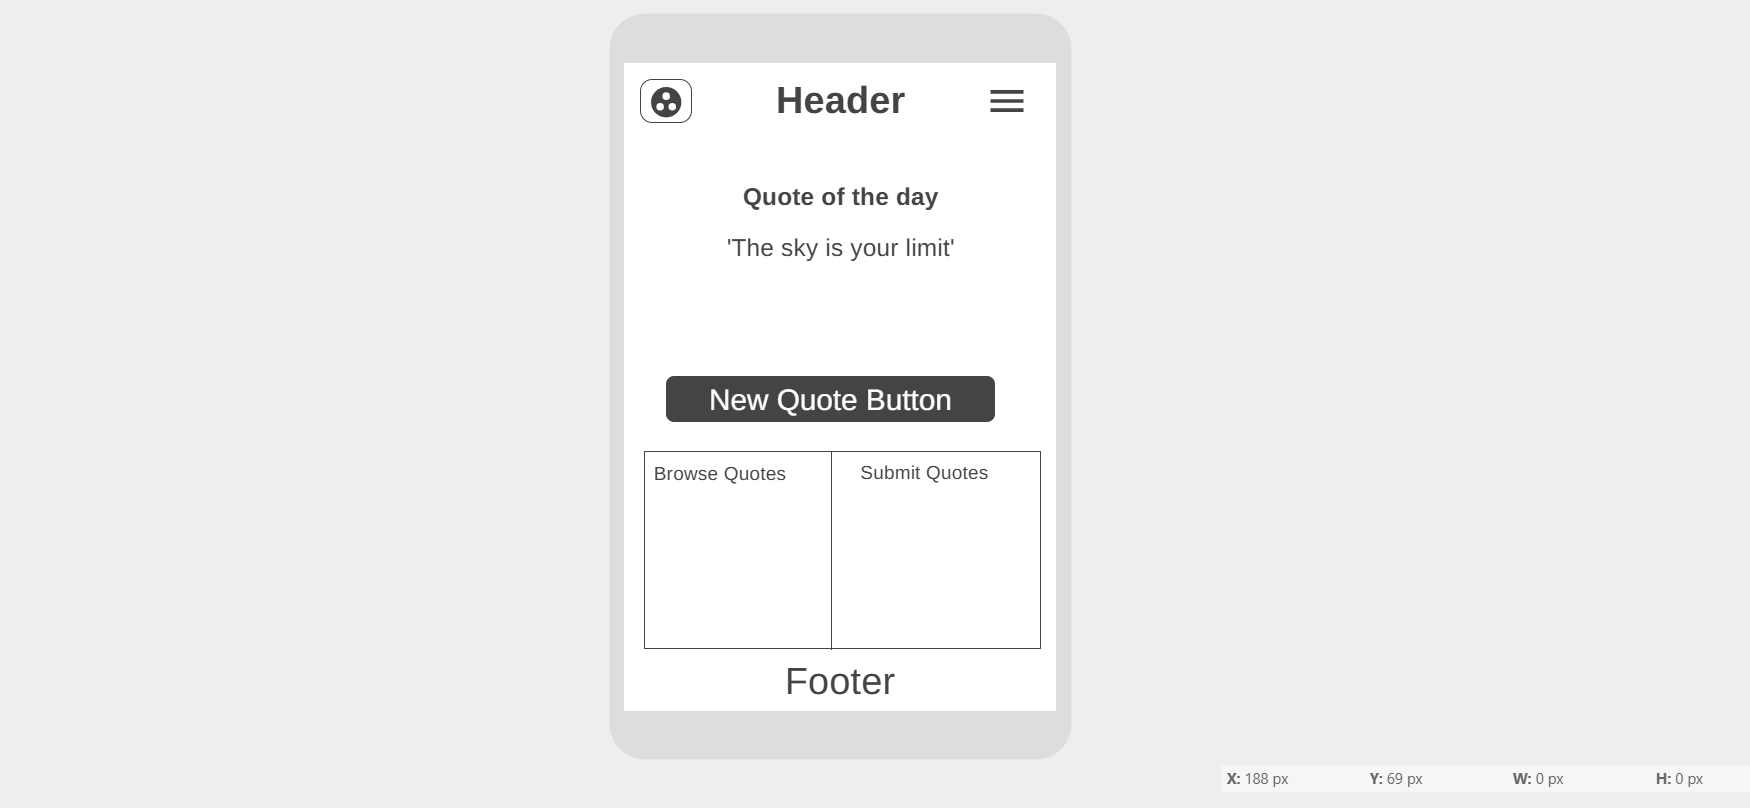 Header
Quote of the day
'The sky is your limit'
New Quote Button
Browse Quotes
Submit Quotes
Footer
X: 188 px Y: 69 px W: 0 px H: 0 px